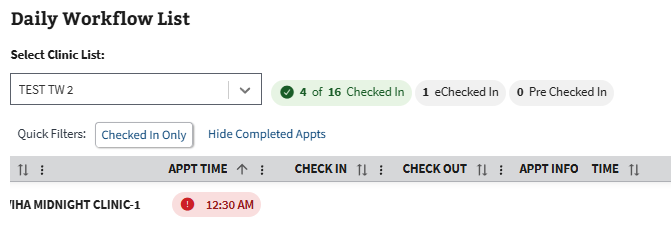 Daily Workflow List
Select Clinic List:
TEST TW 2
4 of 16 Checked In
1 eChecked In
0 Pre Checked In
Quick Filters: Checked In Only Hide Completed Appts
APPT TIME CHECK IN CHECK OUT APPT INFO TIME
/IHA MIDNIGHT CLINIC-1 12:30 AM